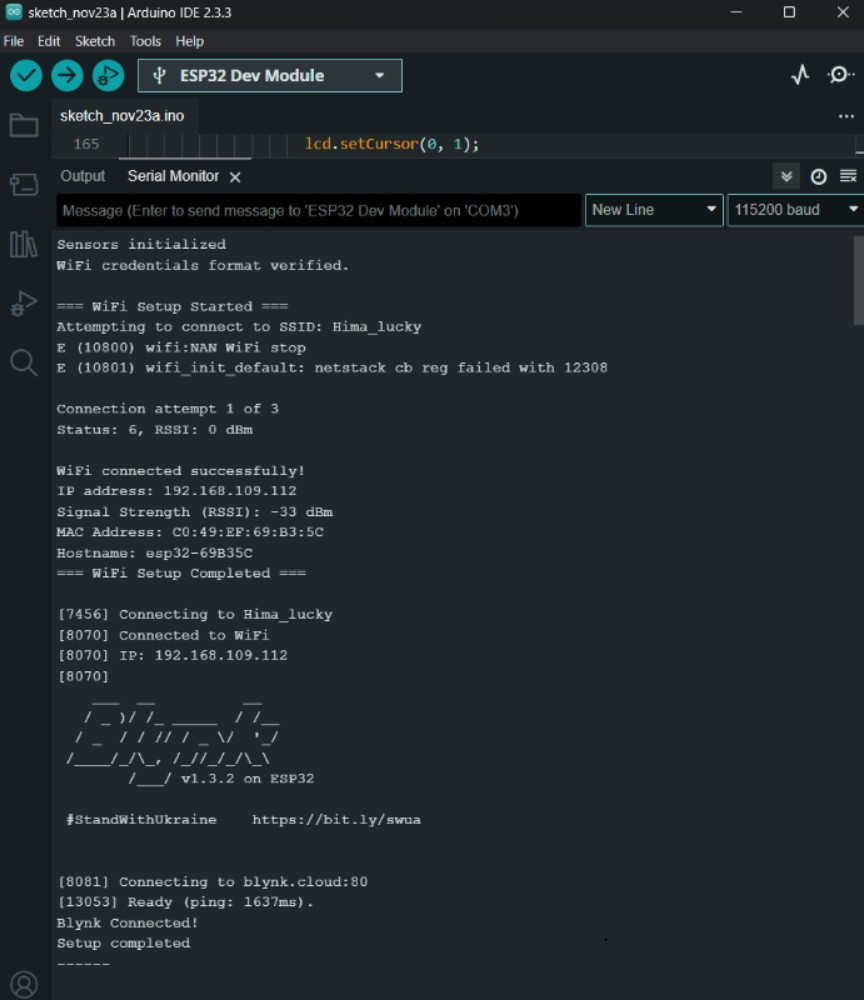 sketch_nov23a | Arduino IDE 2.3.3
File Edit Sketch Tools Help
ESP32 Dev Module
sketch_nov23a.ino
165 lcd.setCursor(0, 1);
Output Serial Monitor
Message (Enter to send message to 'ESP32 Dev Module' on 'COM3') New Line 115200 baud
Sensors initialized
WiFi credentials format verified.
=== WiFi Setup Started ===
Attempting to connect to SSID: Hima_lucky
E (10800) wifi:NAN WiFi stop
E (10801) wifi_init_default: netstack cb reg failed with 12308
Connection attempt 1 of 3
Status: 6, RSSI: 0 dBm
WiFi connected successfully!
IP address: 192.168.109.112
Signal Strength (RSSI): -33 dBm
MAC Address: C0:49:EF:69:B3:5C
Hostname: esp32-69B35C
=== WiFi Setup Completed ===
[7456] Connecting to Hima_lucky
[8070] Connected to WiFi
[8070] IP: 192.168.109.112
[8070]
Blynk
v1.3.2 on ESP32
#StandWithUkraine https://bit.ly/swua
[8081] Connecting to blynk.cloud:80
[13053] Ready (ping: 1637ms).
Blynk Connected!
Setup completed
------